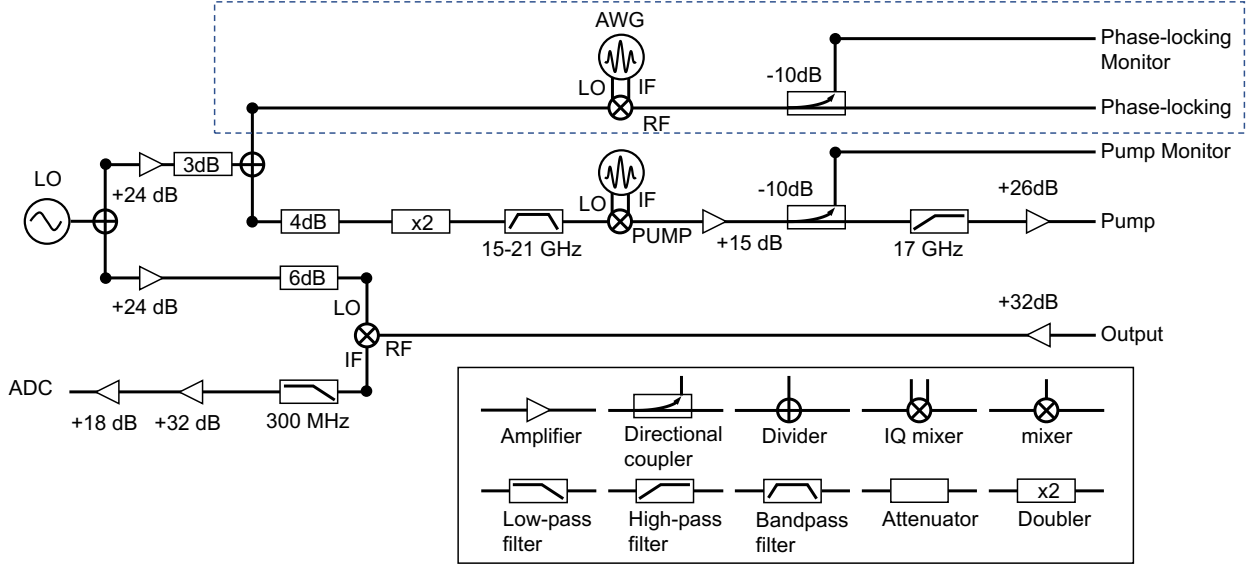 AWG
LO
IF
RF
-10dB
Phase-locking
Monitor
Phase-locking
LO
+24 dB
3dB
4dB
x2
15-21 GHz
LO
IF
PUMP
+15 dB
-10dB
17 GHz
+26dB
Pump Monitor
Pump
+24 dB
6dB
LO
IF
RF
+32dB
Output
ADC
+18 dB
+32 dB
300 MHz
Amplifier
Directional
coupler
Divider
IQ mixer
mixer
Low-pass
filter
High-pass
filter
Bandpass
filter
Attenuator
x2
Doubler